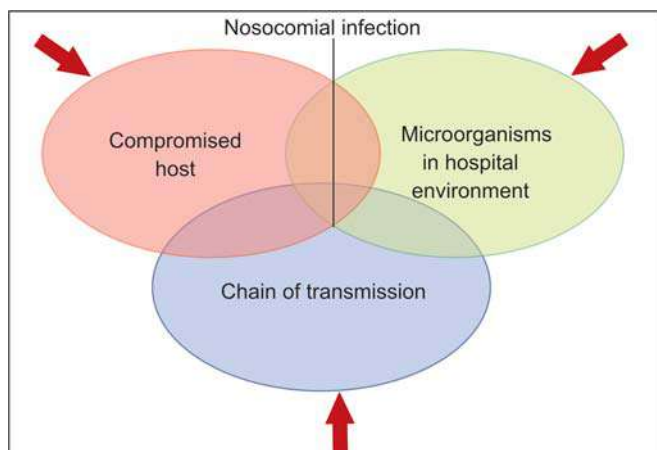 Nosocomial infection
Compromised
host
Microorganisms
in hospital
environment
Chain of transmission